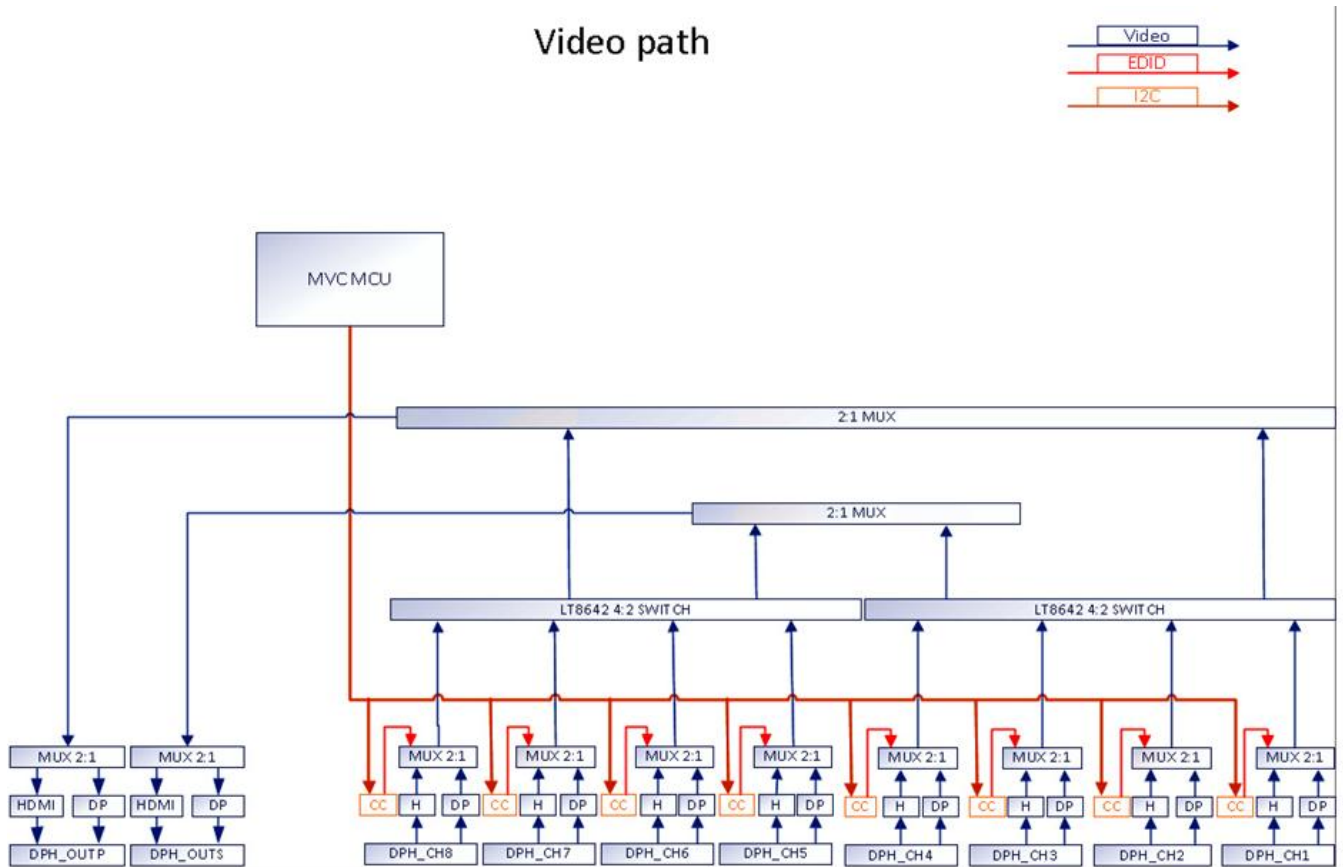 Video path
Video
EDID
I2C
MVC MCU
2:1 MUX
2:1 MUX
LT8642 4:2 SWITCH LT8642 4:2 SWITCH
MUX 2:1 MUX 2:1 MUX 2:1 MUX 2:1 MUX 2:1 MUX 2:1 MUX 2:1 MUX 2:1 MUX 2:1 MUX 2:1
HDMI DP HDMI DP CC H DP CC H DP CC H DP CC H DP CC H DP CC H DP CC H DP CC H DP
DPH_OUTP DPH_OUTS DPH_CH8 DPH_CH7 DPH_CH6 DPH_CH5 DPH_CH4 DPH_CH3 DPH_CH2 DPH_CH1